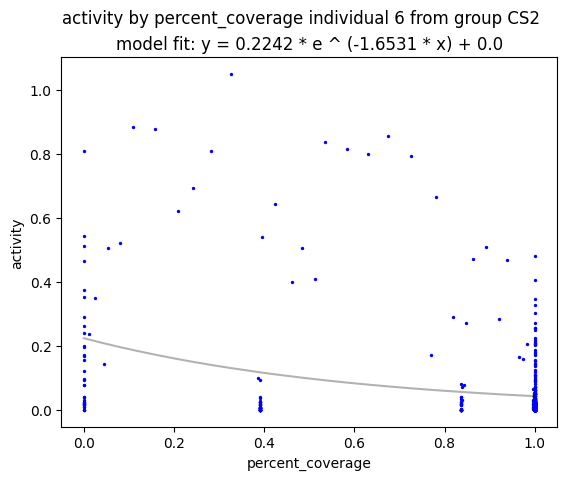 activity by percent_coverage individual 6 from group CS2
model fit: y = 0.2242 * e ^ (-1.6531 * x) + 0.0
1.0
0.8
0.6
0.4
0.2
0.0
activity
0.0 0.2 0.4 0.6 0.8 1.0
percent_coverage